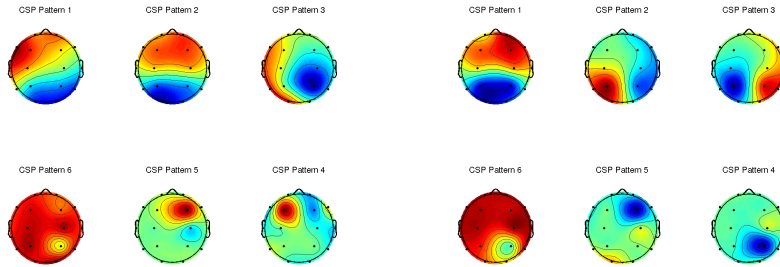 CSP Pattern 1
CSP Pattern 2
CSP Pattern 3
CSP Pattern 1
CSP Pattern 2
CSP Pattern 3
CSP Pattern 6
CSP Pattern 5
CSP Pattern 4
CSP Pattern 6
CSP Pattern 5
CSP Pattern 4